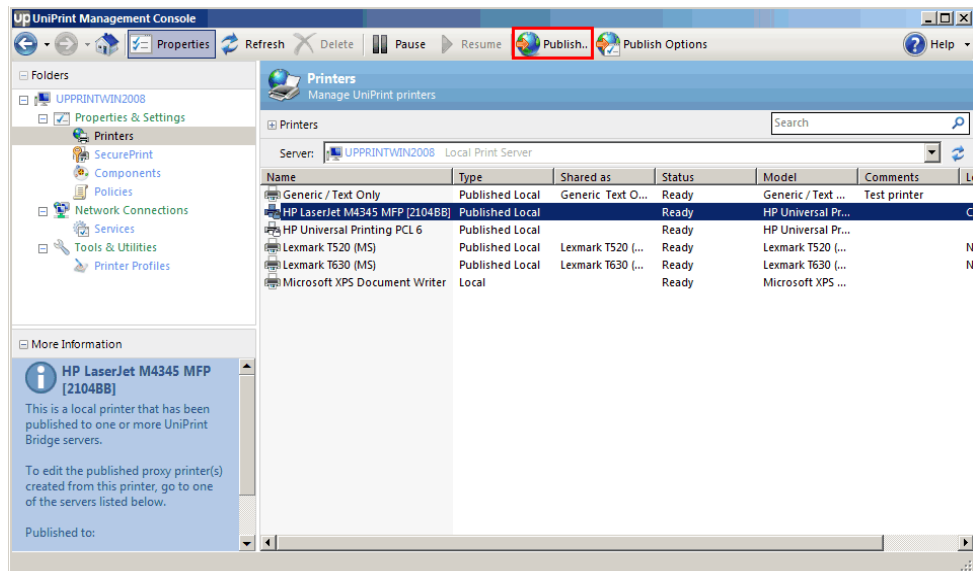 UP UniPrint Management Console
Properties Refresh Delete Pause Resume Publish.. Publish Options Help
Folders
UPPRINTWIN2008
Properties & Settings
Printers
SecurePrint
Components
Policies
Network Connections
Services
Tools & Utilities
Printer Profiles
More Information
HP LaserJet M4345 MFP
[2104BB]
This is a local printer that has been
published to one or more UniPrint
Bridge servers.
To edit the published proxy printer(s)
created from this printer, go to one
of the servers listed below.
Published to:
Printers
Manage UniPrint printers
Printers Search
Server: UPPRINTWIN2008 Local Print Server
Name Type Shared as Status Model Comments L
Generic / Text Only Published Local Generic Text O... Ready Generic / Text ... Test printer
HP LaserJet M4345 MFP [2104BB] Published Local Ready HP Universal Pr... C
HP Universal Printing PCL 6 Published Local Ready HP Universal Pr...
Lexmark T520 (MS) Published Local Lexmark T520 (... Ready Lexmark T520 (... N
Lexmark T630 (MS) Published Local Lexmark T630 (... Ready Lexmark T630 (... N
Microsoft XPS Document Writer Local Ready Microsoft XPS ...